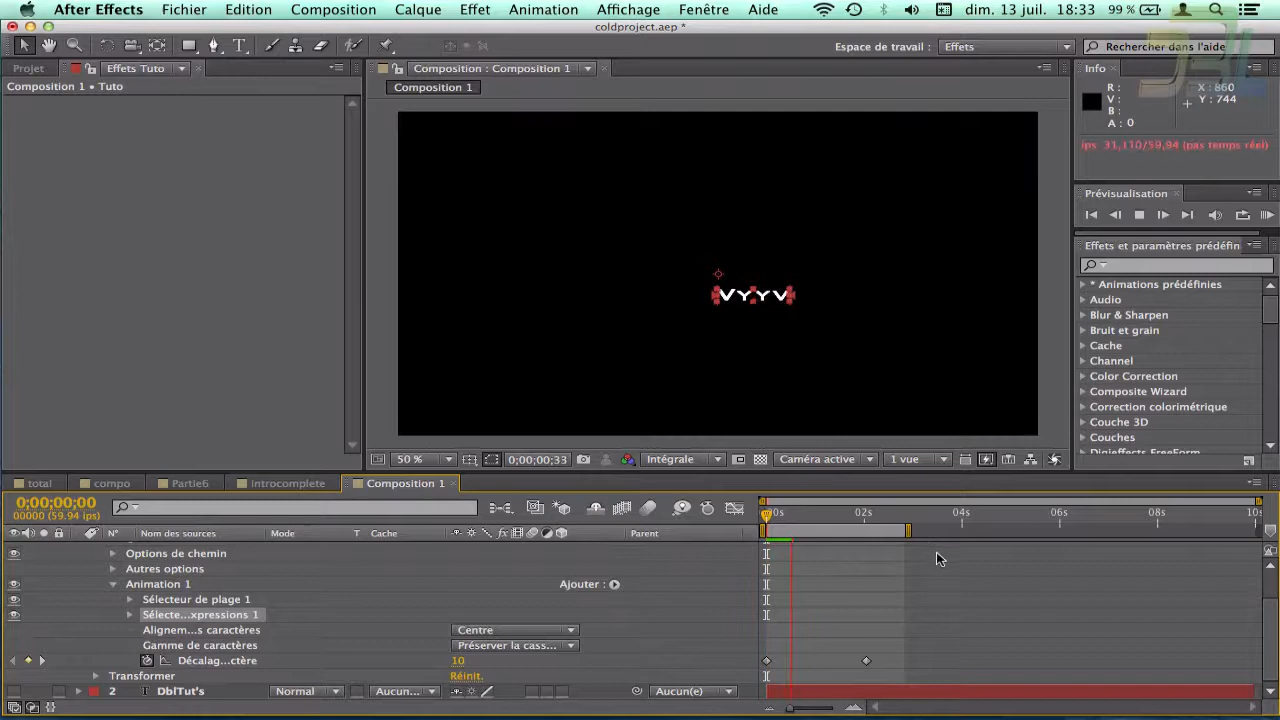 After Effects Fichier Edition Composition Calque Effet Animation Affichage Fenêtre Aide dim. 13 juil. 18:33 99 %
coldproject.aep *
T Espace de travail : Effets Rechercher dans l'aide
Projet Effets Tuto Composition : Composition 1 Info
Composition 1 • Tuto Composition 1
R : X : 860
V : Y : 744
B :
A : 0
ips 31,110/59,94 (pas temps réel)
Prévisualisation
Effets et paramètres prédéfin
* Animations prédéfinies
Audio
Blur & Sharpen
Bruit et grain
Cache
Channel
Color Correction
Composite Wizard
Correction colorimétrique
Couche 3D
Couches
Digieffects FreeForm
VYYV
50 % 0;00;00;33 Intégrale Caméra active 1 vue
total compo Partie6 Introcomplete Composition 1
0;00;00;00
00000 (59.94 ips)
00s 02s 04s 06s 08s 10s
N° Nom des sources Mode T Cache fx Parent
Options de chemin
Autres options
Animation 1 Ajouter :
Sélecteur de plage 1
Sélecte...xpressions 1
Alignem...s caractères Centre
Gamme de caractères Préserver la cass...
Décalag...ctère 10
Transformer Réinit.
2 T DblTut's Normal Aucun... Aucun(e)